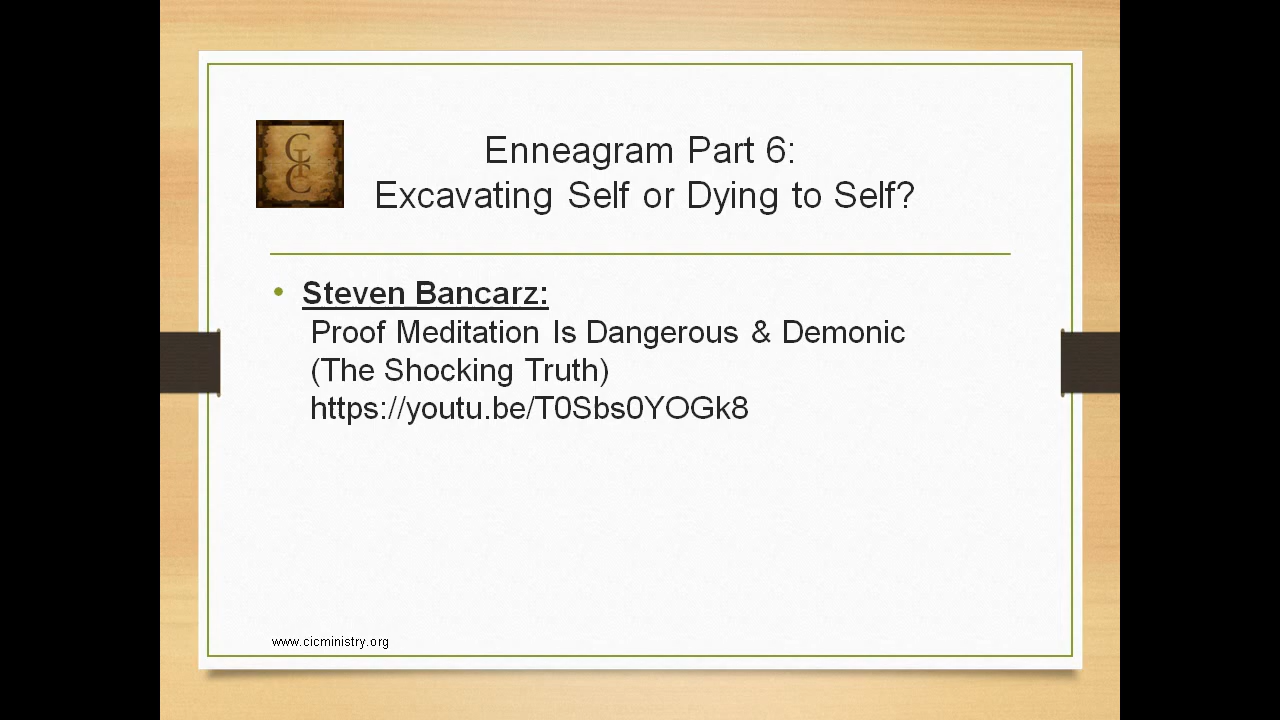 CIC
Enneagram Part 6:
Excavating Self or Dying to Self?
• Steven Bancarz:
Proof Meditation Is Dangerous & Demonic
(The Shocking Truth)
https://youtu.be/T0Sbs0YOGk8
www.cicministry.org